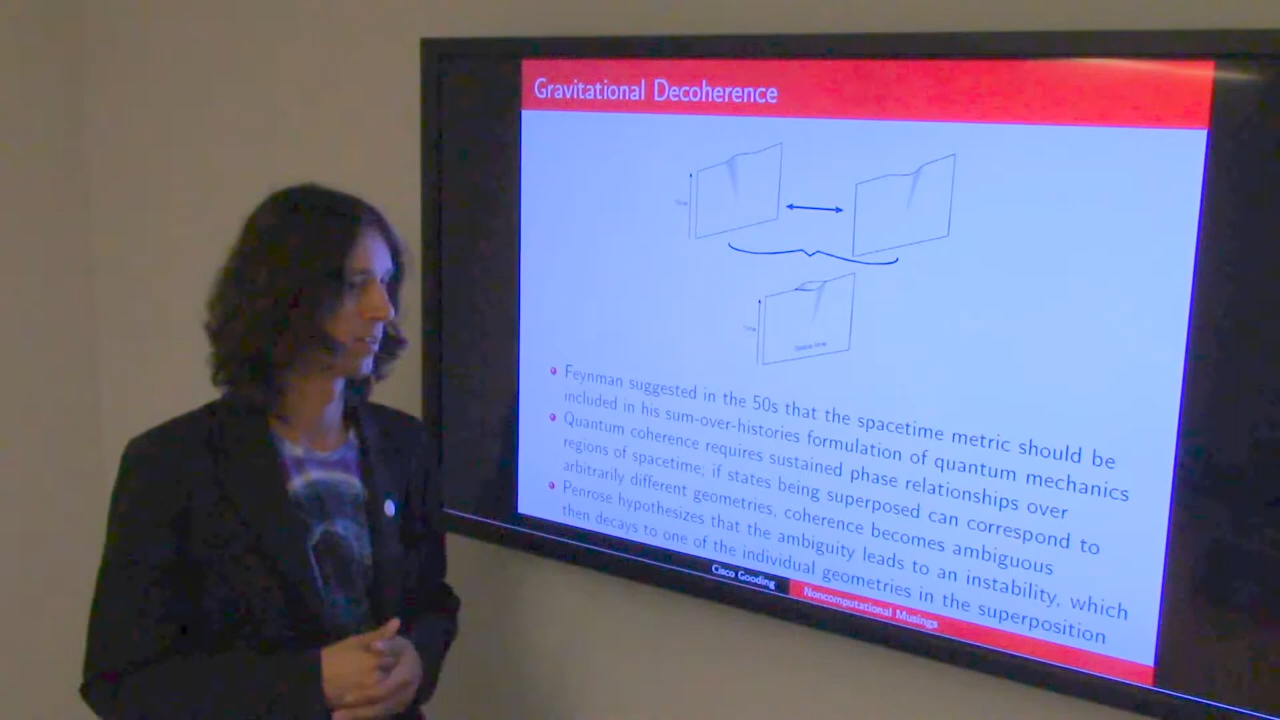 Gravitational Decoherence
Time
Space-time
Feynman suggested in the 50s that the spacetime metric should be
included in his sum-over-histories formulation of quantum mechanics
Quantum coherence requires sustained phase relationships over
regions of spacetime; if states being superposed can correspond to
arbitrarily different geometries, coherence becomes ambiguous
Penrose hypothesizes that the ambiguity leads to an instability, which
then decays to one of the individual geometries in the superposition
Cisco Gooding
Noncomputational Musings